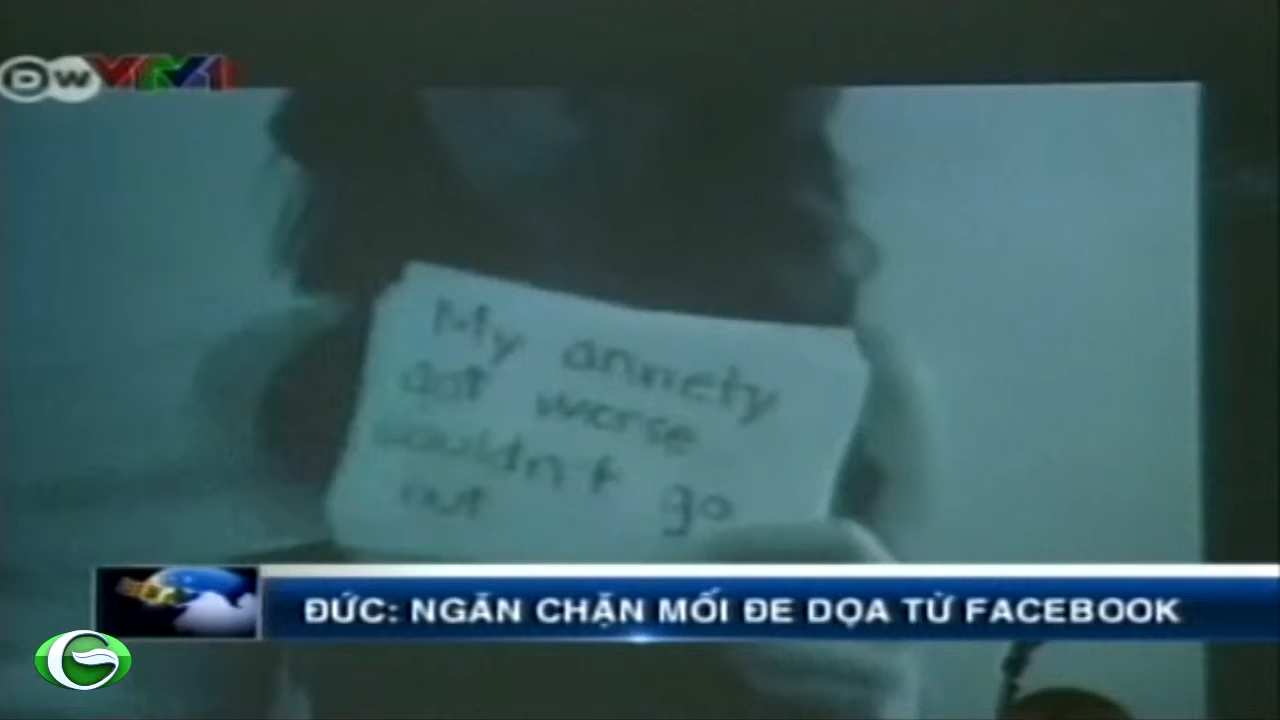 DW VTV1
My anxiety
got worse
couldn't go
out
ĐỨC: NGĂN CHẶN MỐI ĐE DỌA TỪ FACEBOOK